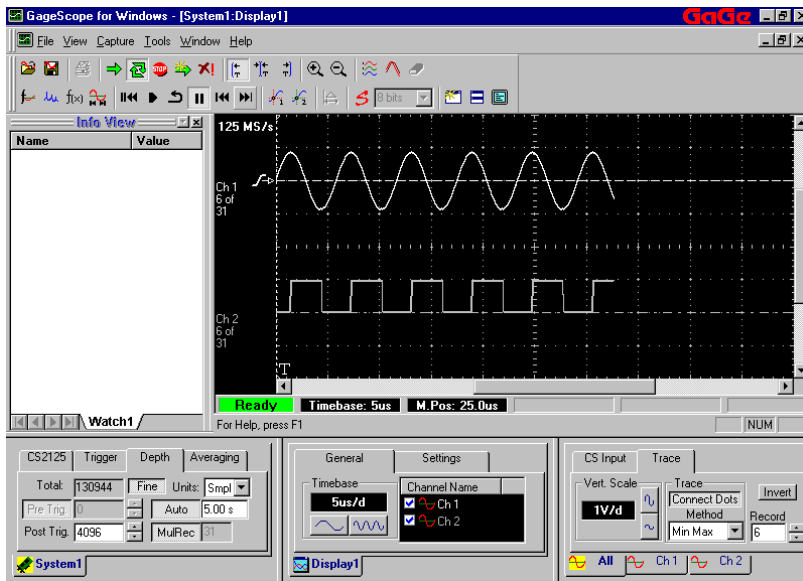 GageScope for Windows - [System1:Display1]
GaGe
File View Capture Tools Window Help
f(x)
1 2
8 bits
Info View
Name Value
125 MS/s
Ch 1
6 of
31
Ch 2
6 of
31
T
Ready Timebase: 5us M.Pos: 25.0us
Watch1
For Help, press F1
NUM
CS2125 Trigger Depth Averaging
Total: 130944 Fine Units: Smpl
Pre Trig. 0 Auto 5.00 s
Post Trig. 4096 MulRec 31
System1
General Settings
Timebase
5us/d
Channel Name
Ch 1
Ch 2
Display1
CS Input Trace
Vert. Scale
1V/d
Trace
Connect Dots
Method
Min Max
Invert
Record
6
All Ch 1 Ch 2